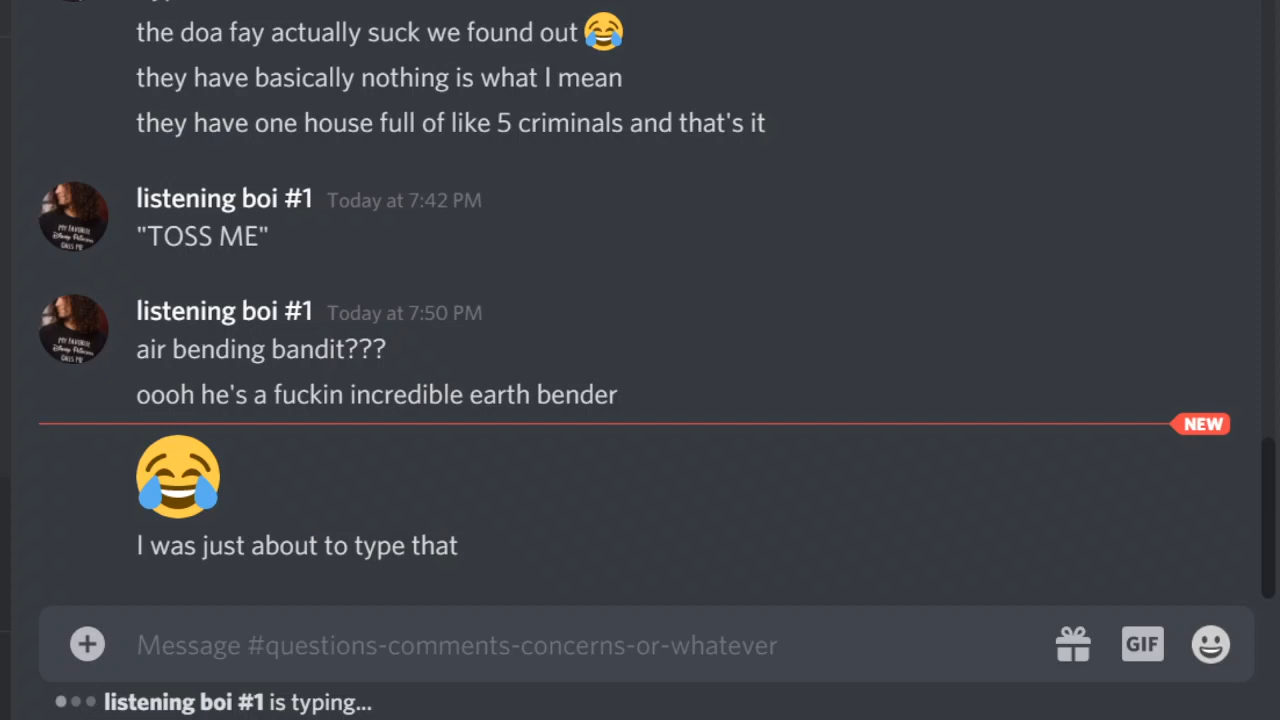 the doa fay actually suck we found out 😂
they have basically nothing is what I mean
they have one house full of like 5 criminals and that's it
listening boi #1 Today at 7:42 PM
"TOSS ME"
listening boi #1 Today at 7:50 PM
air bending bandit???
oooh he's a fuckin incredible earth bender
NEW
😂
I was just about to type that
Message #questions-comments-concerns-or-whatever
GIF
listening boi #1 is typing...